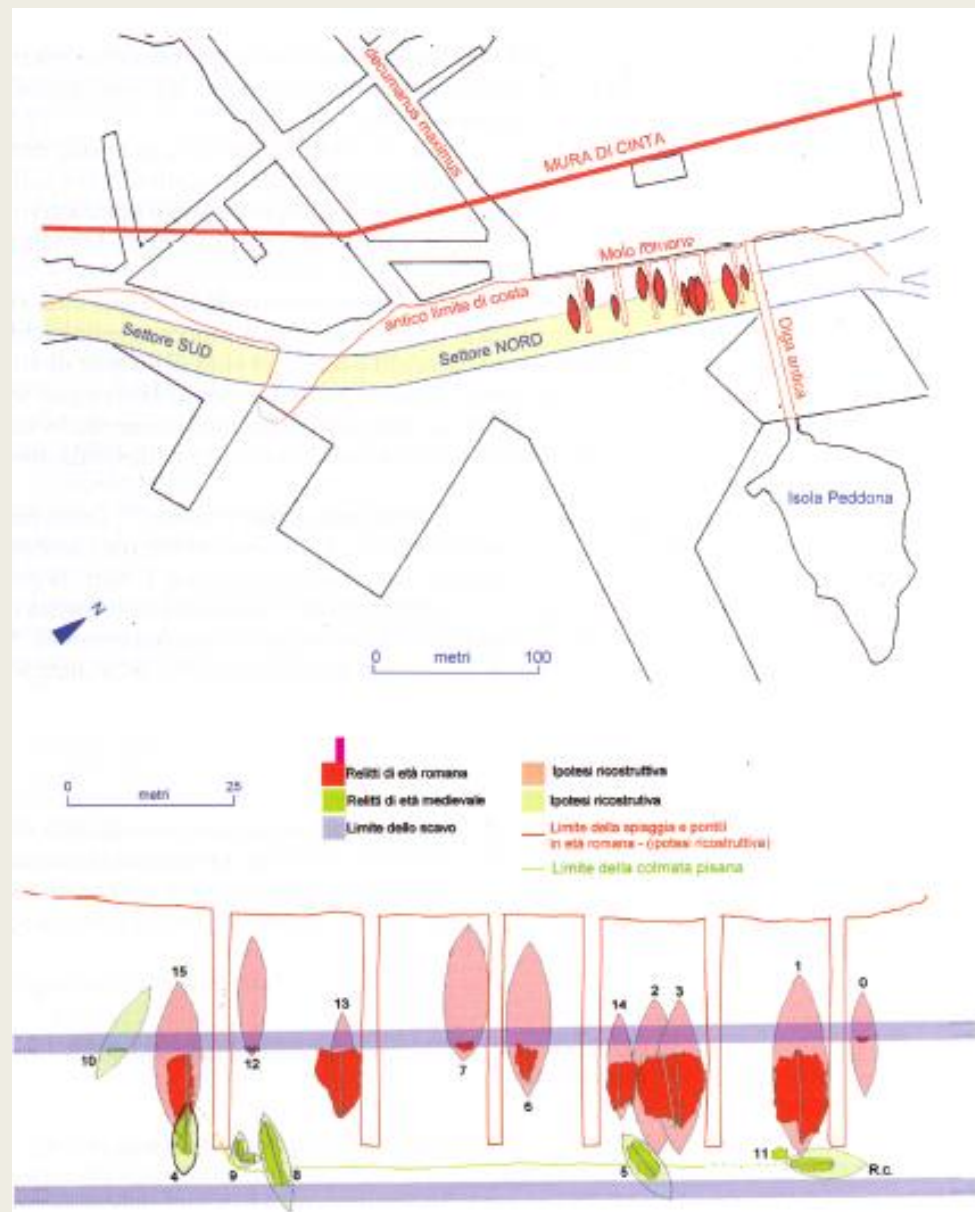 decumanus maximus
MURA DI CINTA
Molo romano
antico limite di costa
Settore SUD
Settore NORD
Diga antica
Isola Peddona
N
0 metri 100
0 metri 25
Relitti di età romana
Relitti di età medievale
Limite dello scavo
Ipotesi ricostruttiva
Ipotesi ricostrutiva
Limite della spiaggia e pontili
in età romana - (ipotesi ricostruttiva)
Limite della colmata pisana
15
13
14
2
3
1
0
10
12
7
6
4
9
8
5
11
R.c.